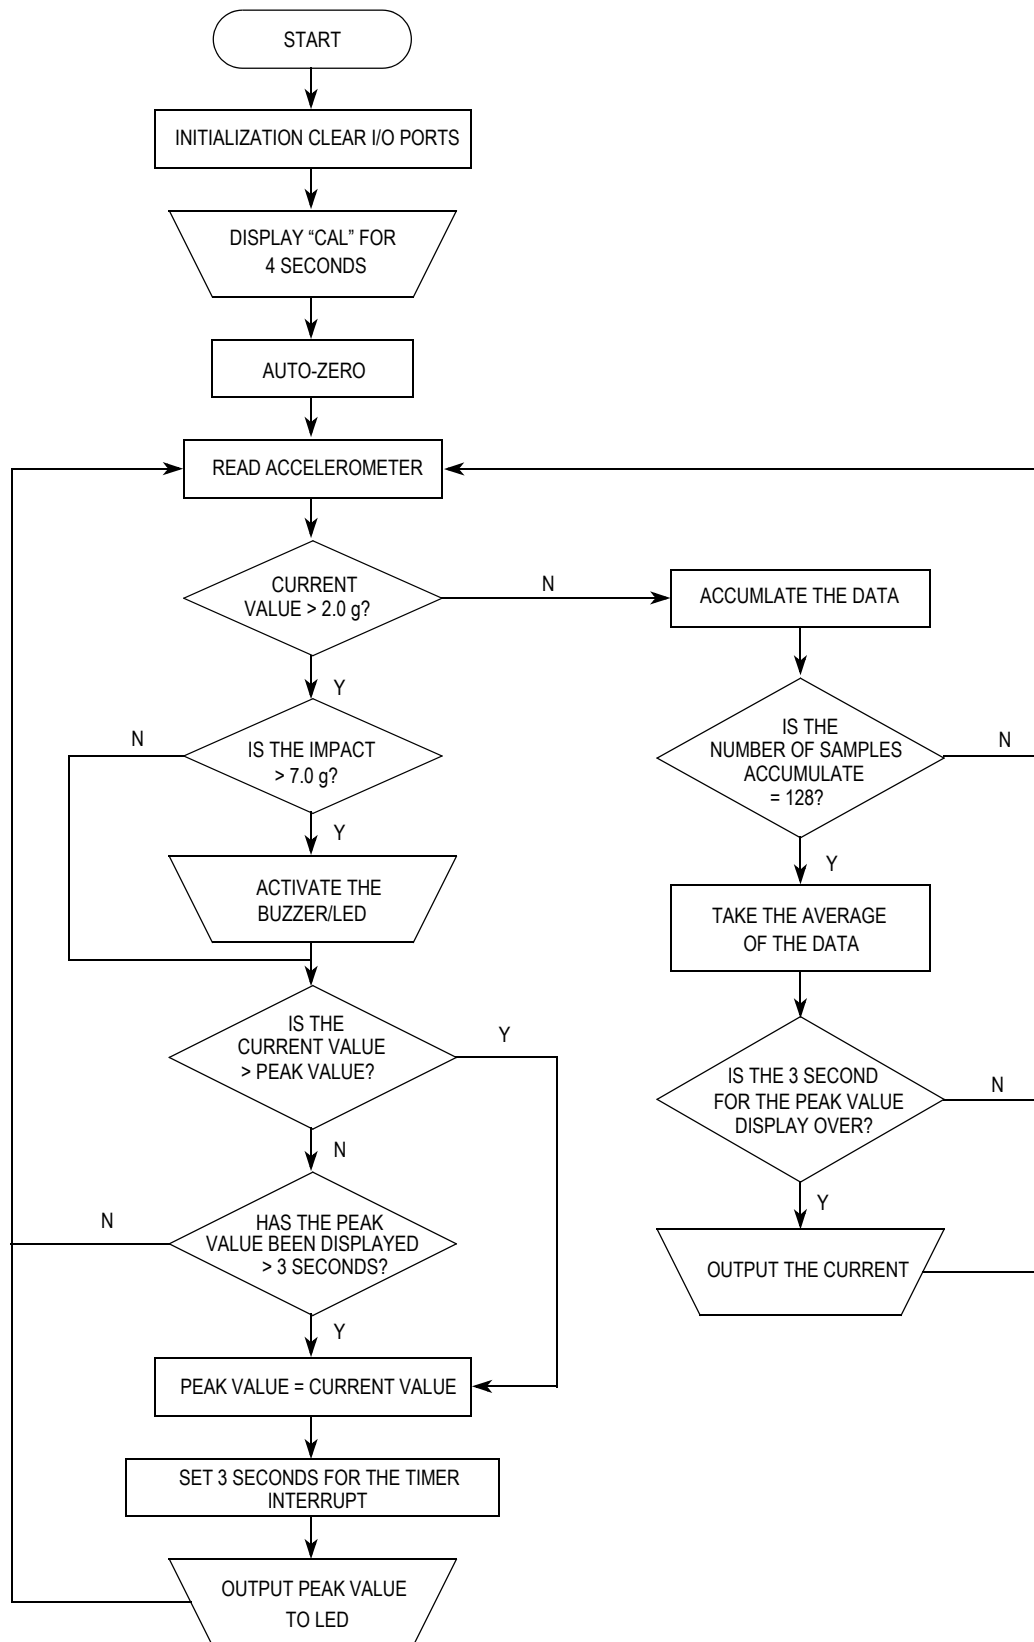 START
INITIALIZATION CLEAR I/O PORTS
DISPLAY “CAL” FOR
4 SECONDS
AUTO-ZERO
READ ACCELEROMETER
CURRENT
VALUE > 2.0 g?
N
Y
IS THE IMPACT
> 7.0 g?
N
Y
ACTIVATE THE
BUZZER/LED
IS THE
CURRENT VALUE
> PEAK VALUE?
Y
N
HAS THE PEAK
VALUE BEEN DISPLAYED
> 3 SECONDS?
N
Y
PEAK VALUE = CURRENT VALUE
SET 3 SECONDS FOR THE TIMER
INTERRUPT
OUTPUT PEAK VALUE
TO LED
ACCUMLATE THE DATA
IS THE
NUMBER OF SAMPLES
ACCUMULATE
= 128?
N
Y
TAKE THE AVERAGE
OF THE DATA
IS THE 3 SECOND
FOR THE PEAK VALUE
DISPLAY OVER?
N
Y
OUTPUT THE CURRENT